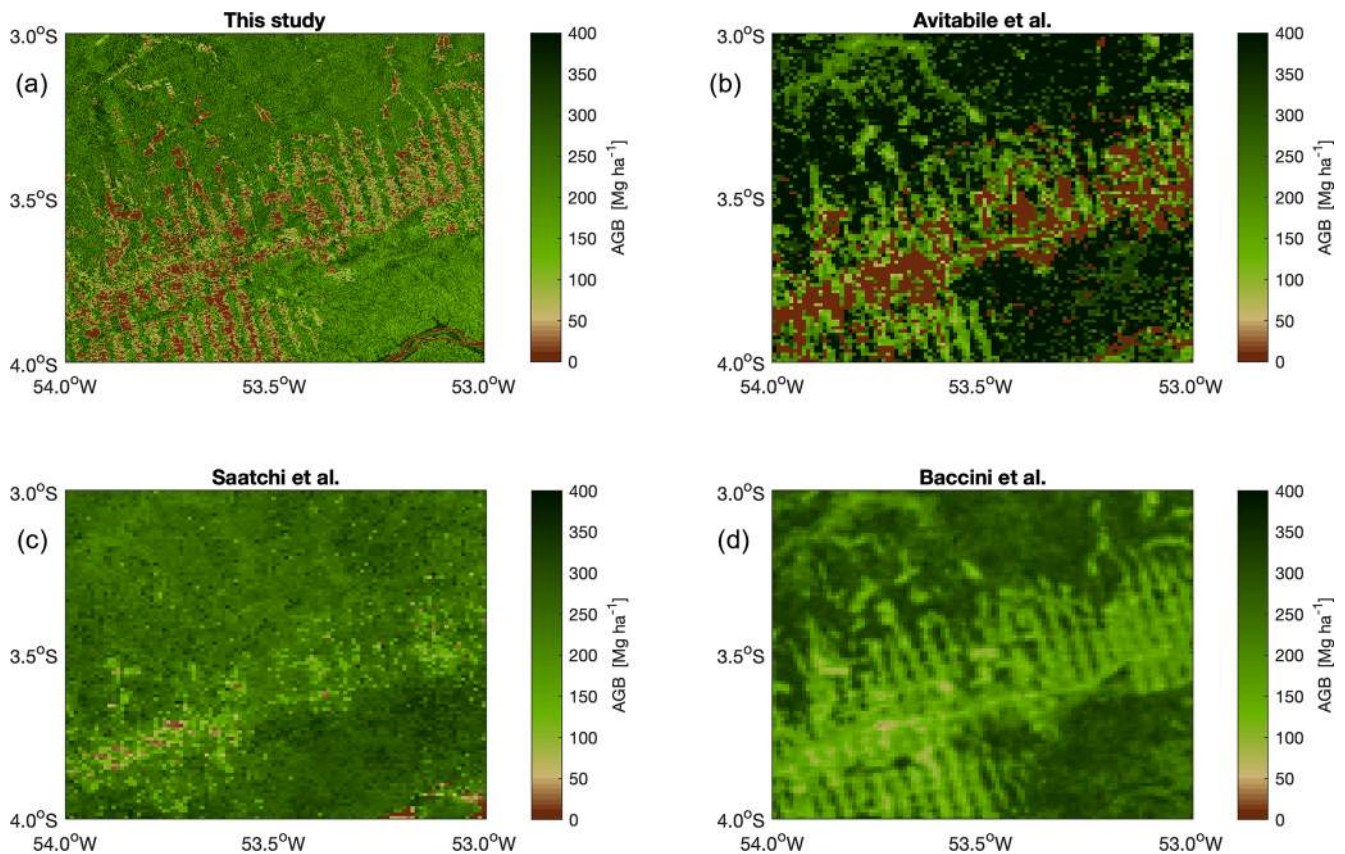 This study
Avitabile et al.
(a)
3.0°S
3.5°S
4.0°S
54.0°W 53.5°W 53.0°W
400
350
300
250
200
150
100
50
0
AGB [Mg ha⁻¹]
(b)
3.0°S
3.5°S
4.0°S
54.0°W 53.5°W 53.0°W
400
350
300
250
200
150
100
50
0
AGB [Mg ha⁻¹]
Saatchi et al.
Baccini et al.
(c)
3.0°S
3.5°S
4.0°S
54.0°W 53.5°W 53.0°W
400
350
300
250
200
150
100
50
0
AGB [Mg ha⁻¹]
(d)
3.0°S
3.5°S
4.0°S
54.0°W 53.5°W 53.0°W
400
350
300
250
200
150
100
50
0
AGB [Mg ha⁻¹]